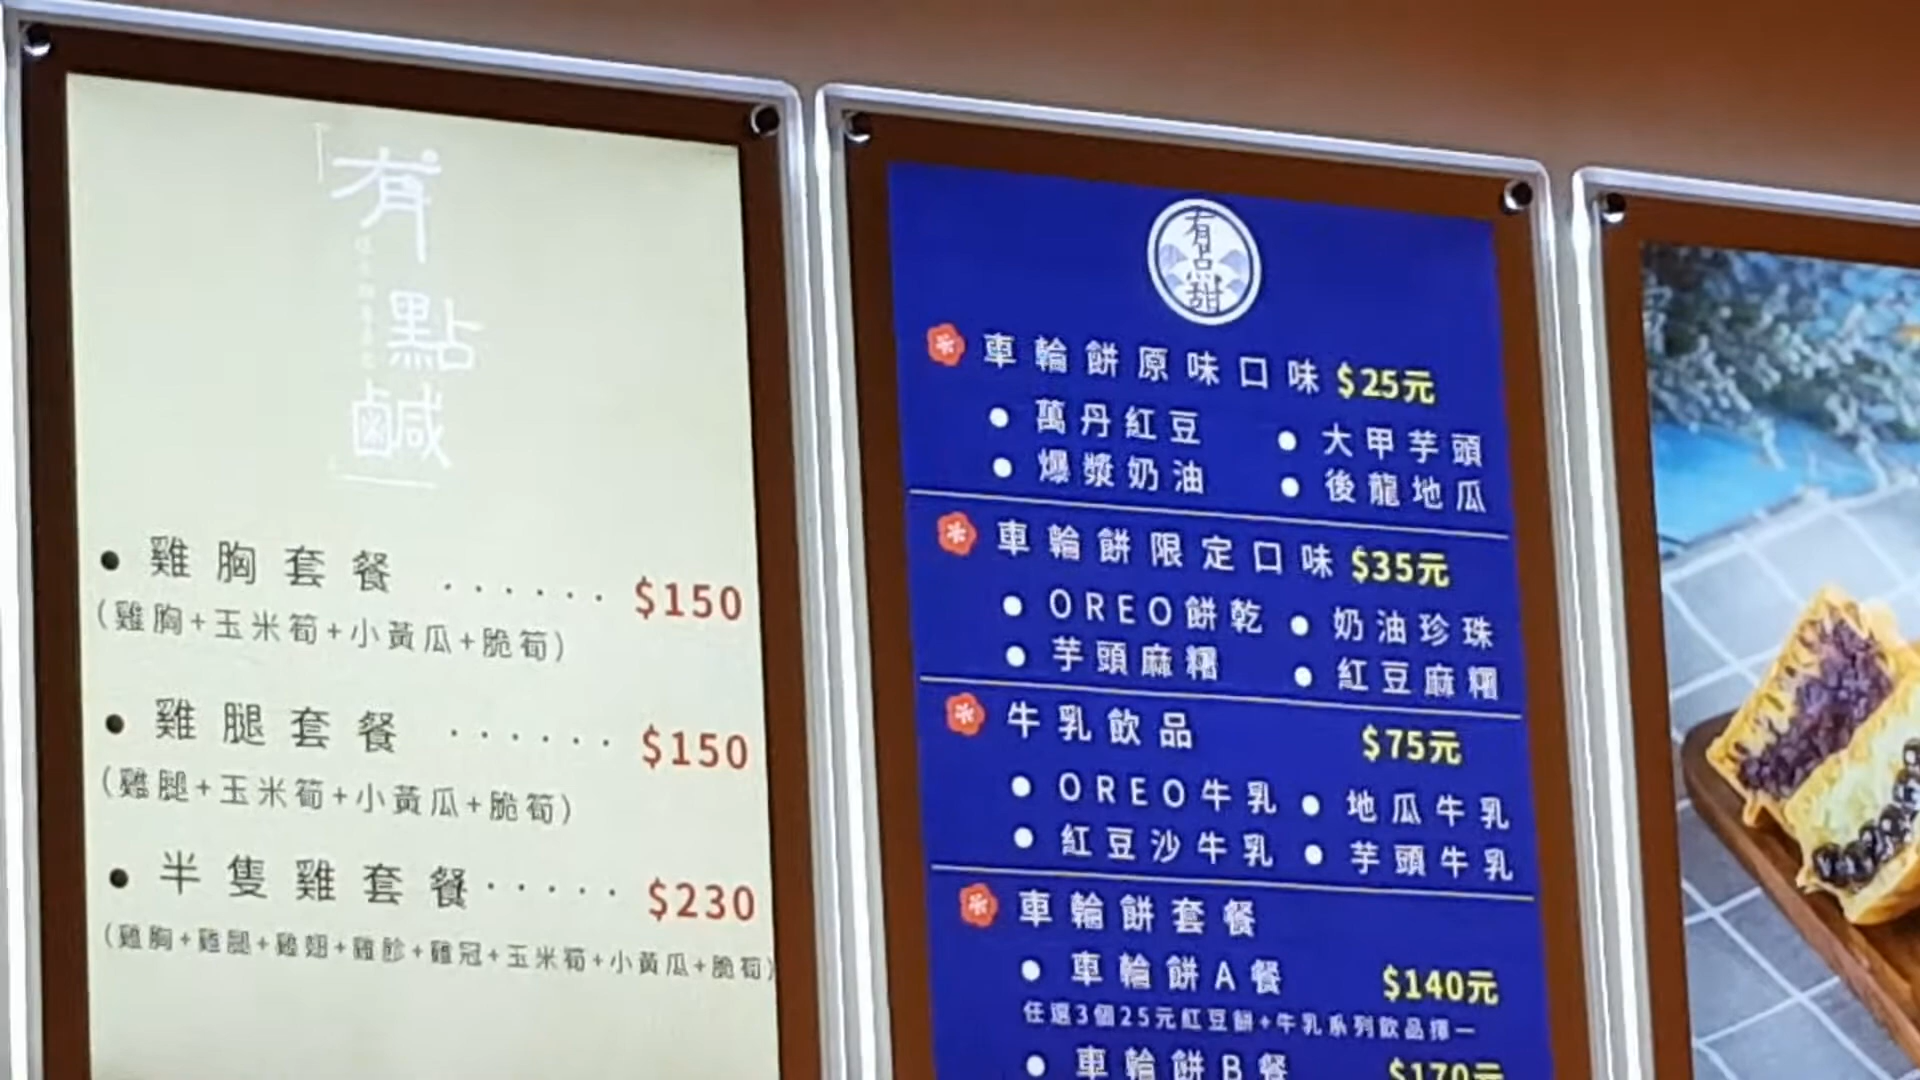 有點鹹
● 雞胸套餐 ······ $150
(雞胸+玉米筍+小黃瓜+脆筍)
● 雞腿套餐 ······ $150
(雞腿+玉米筍+小黃瓜+脆筍)
● 半隻雞套餐 ····· $230
(雞胸+雞腿+雞翅+雞胗+雞冠+玉米筍+小黃瓜+脆筍)
有点甜
車輪餅原味口味 $25元
● 萬丹紅豆 ● 大甲芋頭
● 爆漿奶油 ● 後龍地瓜
車輪餅限定口味 $35元
● OREO餅乾 ● 奶油珍珠
● 芋頭麻糬 ● 紅豆麻糬
牛乳飲品 $75元
● OREO牛乳 ● 地瓜牛乳
● 紅豆沙牛乳 ● 芋頭牛乳
車輪餅套餐
● 車輪餅A餐 $140元
任選3個25元紅豆餅+牛乳系列飲品擇一
● 車輪餅B餐 $170元